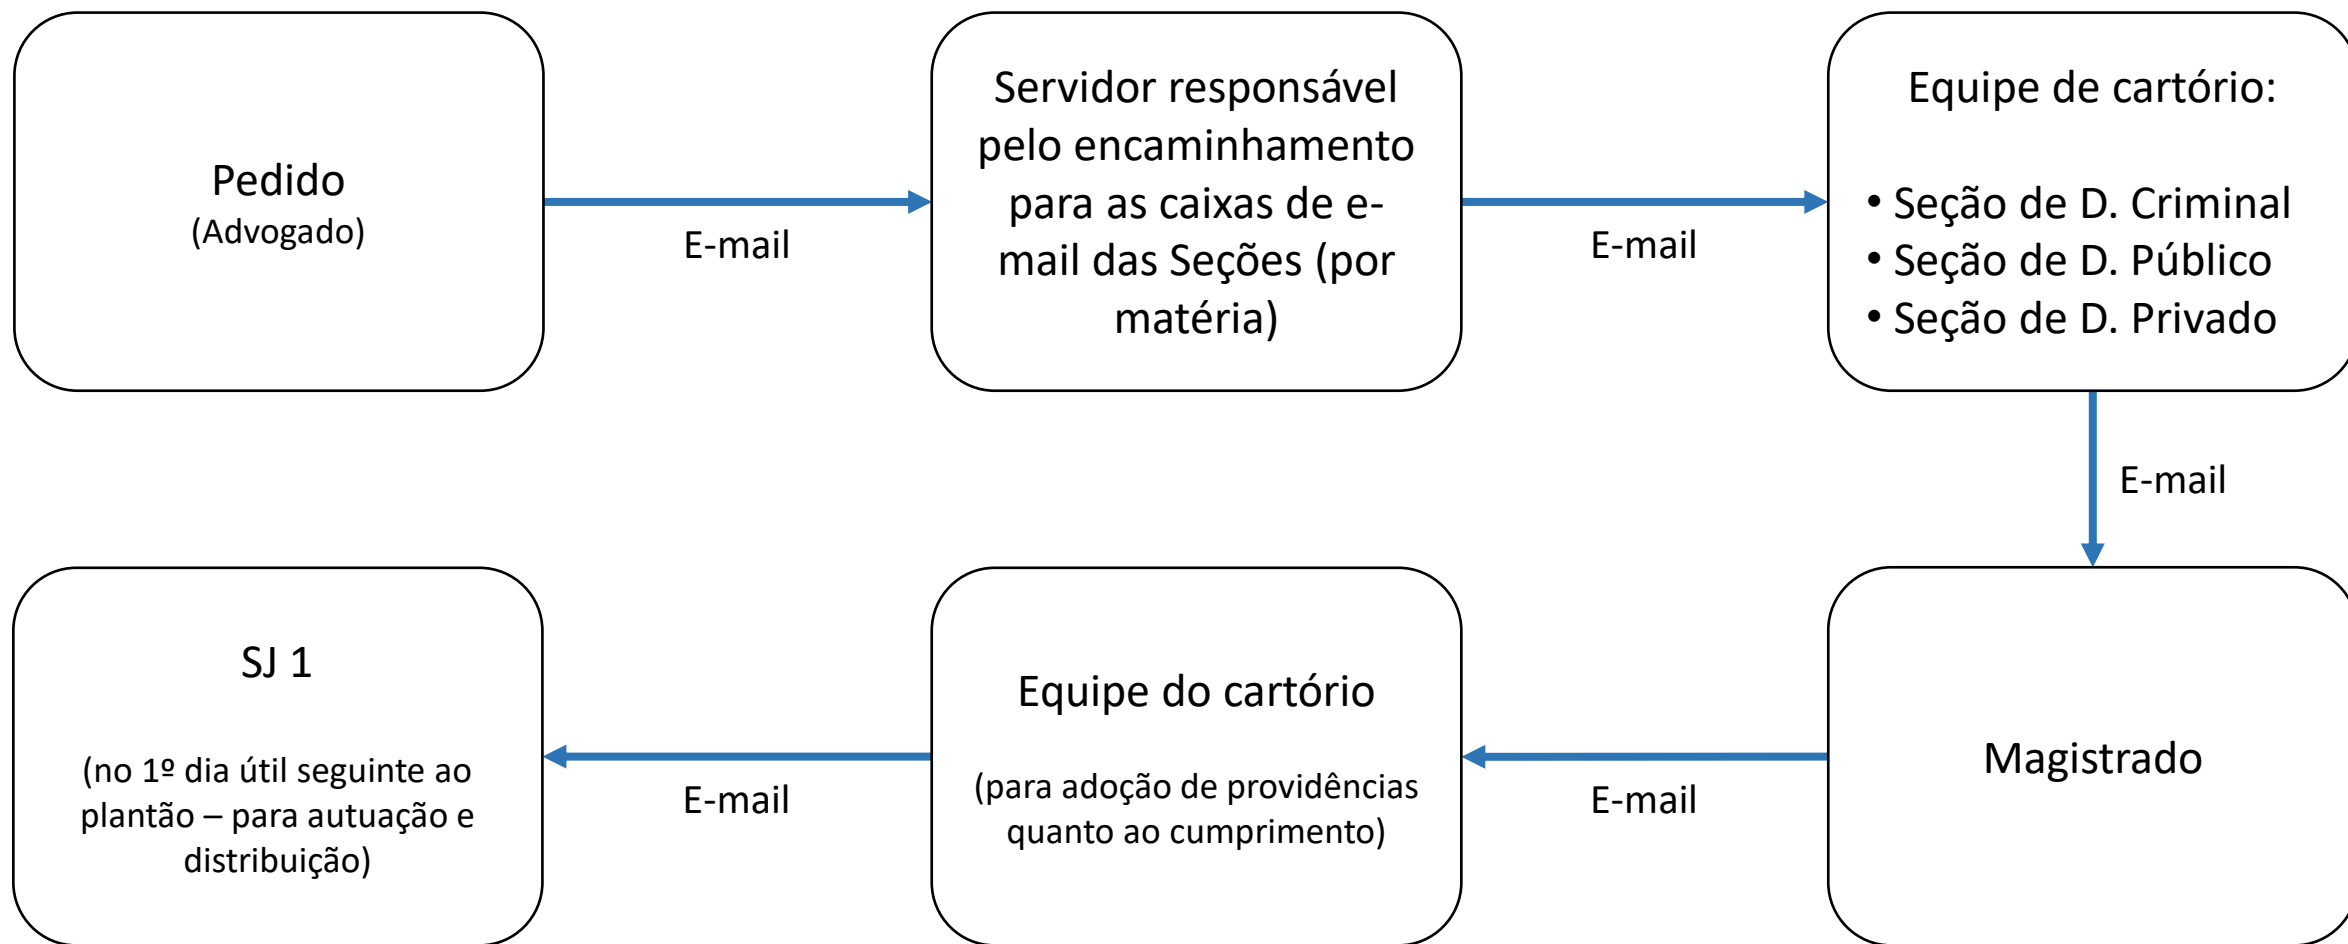 Pedido
(Advogado)
E-mail
Servidor responsável
pelo encaminhamento
para as caixas de e-
mail das Seções (por
matéria)
E-mail
Equipe de cartório:
• Seção de D. Criminal
• Seção de D. Público
• Seção de D. Privado
E-mail
Magistrado
E-mail
Equipe do cartório
(para adoção de providências
quanto ao cumprimento)
E-mail
SJ 1
(no 1º dia útil seguinte ao
plantão – para autuação e
distribuição)